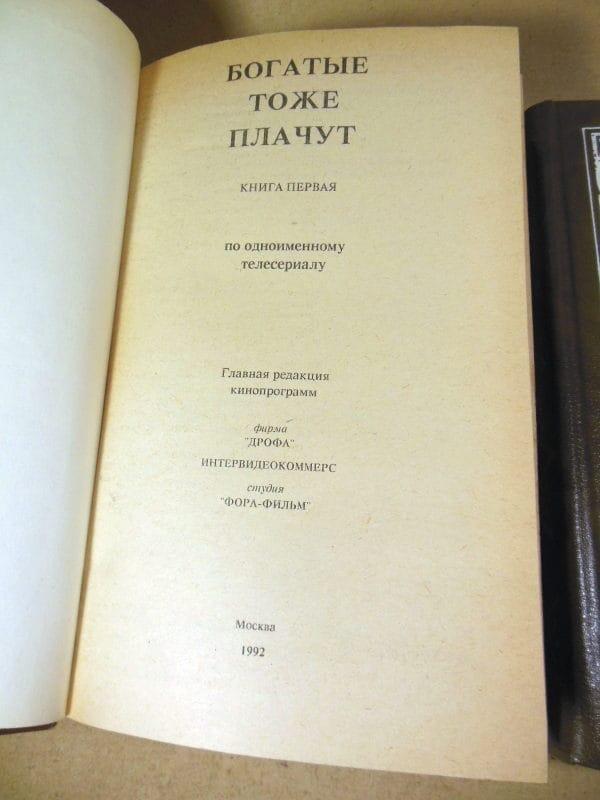 БОГАТЫЕ
ТОЖЕ
ПЛАЧУТ
КНИГА ПЕРВАЯ
по одноименному
телесериалу
Главная редакция
кинопрограмм
фирма
"ДРОФА"
ИНТЕРВИДЕОКОММЕРС
студия
"ФОРА-ФИЛЬМ"
Москва
1992